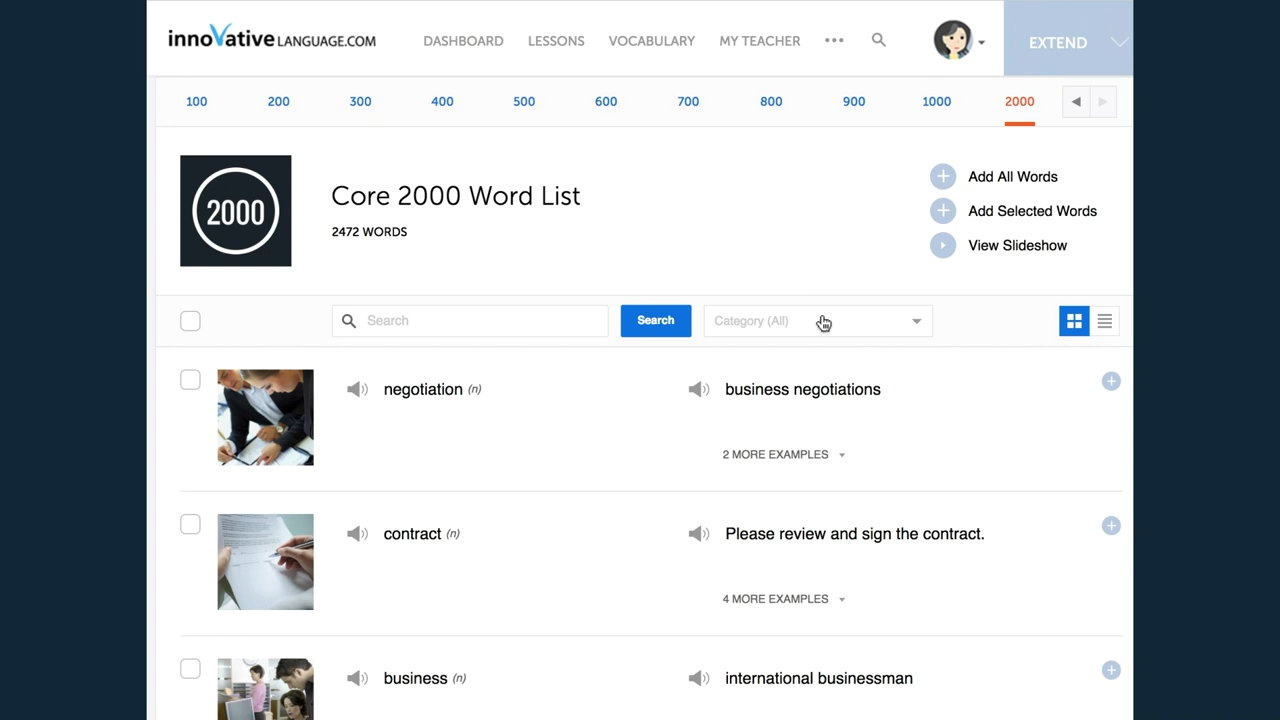 innoVative LANGUAGE.COM
DASHBOARD LESSONS VOCABULARY MY TEACHER EXTEND
100 200 300 400 500 600 700 800 900 1000 2000
2000
Core 2000 Word List
2472 WORDS
Add All Words
Add Selected Words
View Slideshow
Search Search Category (All)
negotiation (n) business negotiations
2 MORE EXAMPLES
contract (n) Please review and sign the contract.
4 MORE EXAMPLES
business (n) international businessman